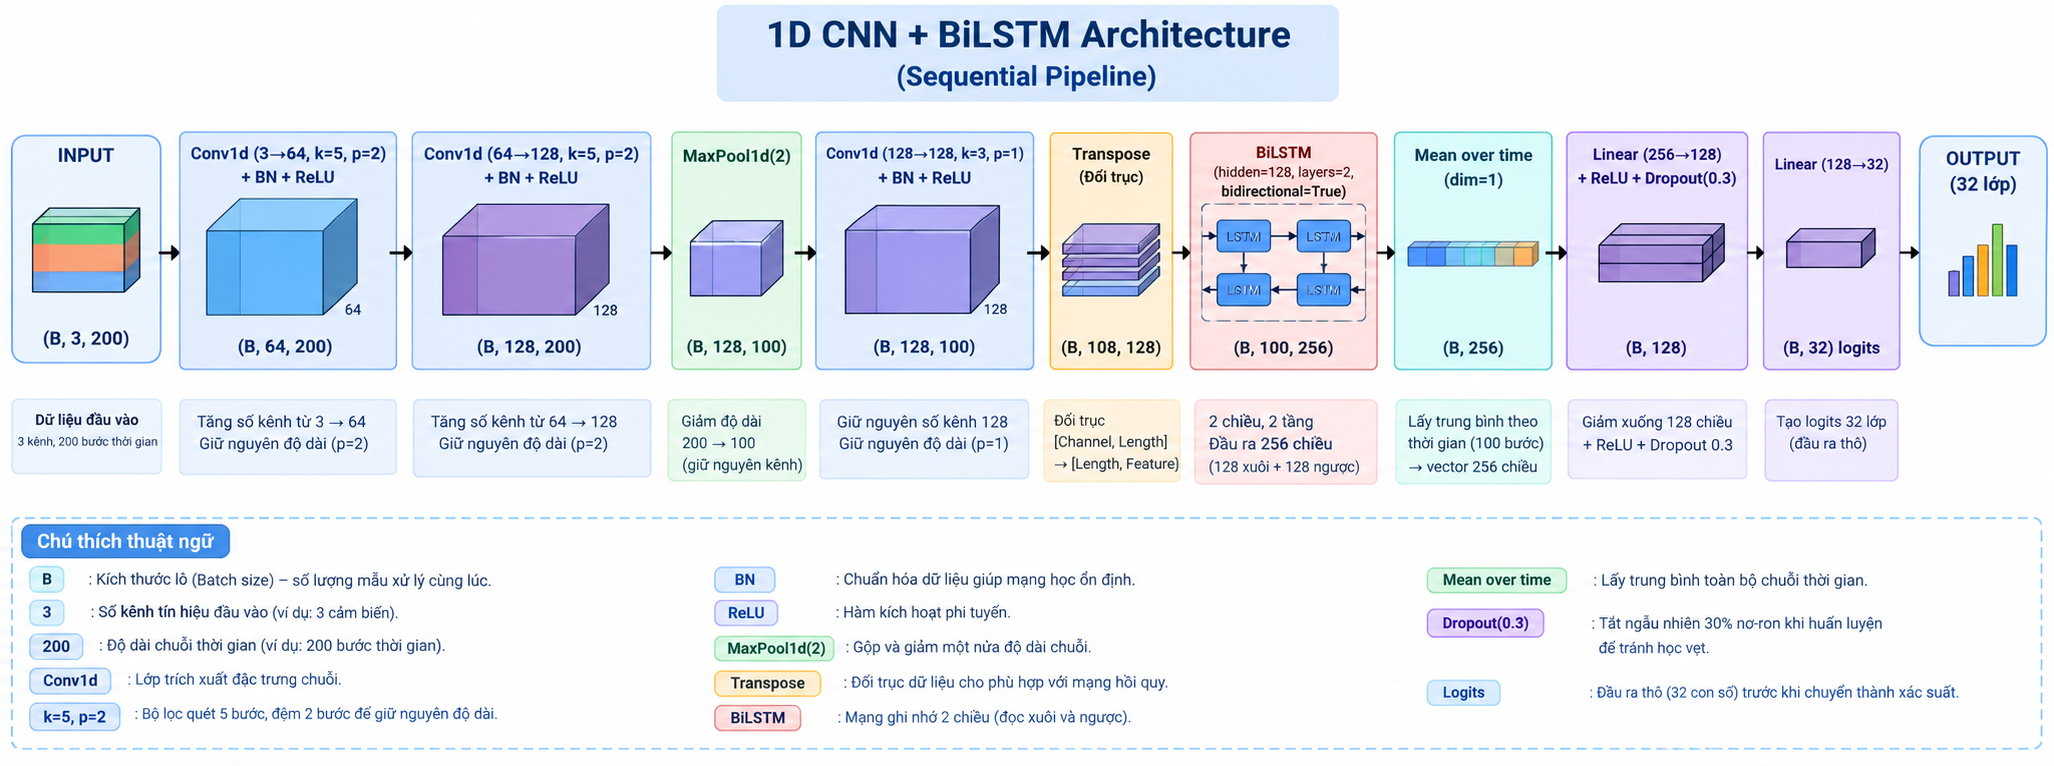 1D CNN + BiLSTM Architecture
(Sequential Pipeline)
INPUT
(B, 3, 200)
Conv1d (3→64, k=5, p=2)
+ BN + ReLU
64
(B, 64, 200)
Conv1d (64→128, k=5, p=2)
+ BN + ReLU
128
(B, 128, 200)
MaxPool1d(2)
(B, 128, 100)
Conv1d (128→128, k=3, p=1)
+ BN + ReLU
128
(B, 128, 100)
Transpose
(Đổi trục)
(B, 108, 128)
BiLSTM
(hidden=128, layers=2,
bidirectional=True)
LSTM LSTM
LSTM LSTM
(B, 100, 256)
Mean over time
(dim=1)
(B, 256)
Linear (256→128)
+ ReLU + Dropout(0.3)
(B, 128)
Linear (128→32)
(B, 32) logits
OUTPUT
(32 lớp)
Dữ liệu đầu vào
3 kênh, 200 bước thời gian
Tăng số kênh từ 3 → 64
Giữ nguyên độ dài (p=2)
Tăng số kênh từ 64 → 128
Giữ nguyên độ dài (p=2)
Giảm độ dài
200 → 100
(giữ nguyên kênh)
Giữ nguyên số kênh 128
Giữ nguyên độ dài (p=1)
Đổi trục
[Channel, Length]
→ [Length, Feature]
2 chiều, 2 tầng
Đầu ra 256 chiều
(128 xuôi + 128 ngược)
Lấy trung bình theo
thời gian (100 bước)
→ vector 256 chiều
Giảm xuống 128 chiều
+ ReLU + Dropout 0.3
Tạo logits 32 lớp
(đầu ra thô)
Chú thích thuật ngữ
B : Kích thước lô (Batch size) – số lượng mẫu xử lý cùng lúc.
3 : Số kênh tín hiệu đầu vào (ví dụ: 3 cảm biến).
200 : Độ dài chuỗi thời gian (ví dụ: 200 bước thời gian).
Conv1d : Lớp trích xuất đặc trưng chuỗi.
k=5, p=2 : Bộ lọc quét 5 bước, đệm 2 bước để giữ nguyên độ dài.
BN : Chuẩn hóa dữ liệu giúp mạng học ổn định.
ReLU : Hàm kích hoạt phi tuyến.
MaxPool1d(2) : Gộp và giảm một nửa độ dài chuỗi.
Transpose : Đổi trục dữ liệu cho phù hợp với mạng hồi quy.
BiLSTM : Mạng ghi nhớ 2 chiều (đọc xuôi và ngược).
Mean over time : Lấy trung bình toàn bộ chuỗi thời gian.
Dropout(0.3) : Tắt ngẫu nhiên 30% nơ-ron khi huấn luyện
để tránh học vẹt.
Logits : Đầu ra thô (32 con số) trước khi chuyển thành xác suất.